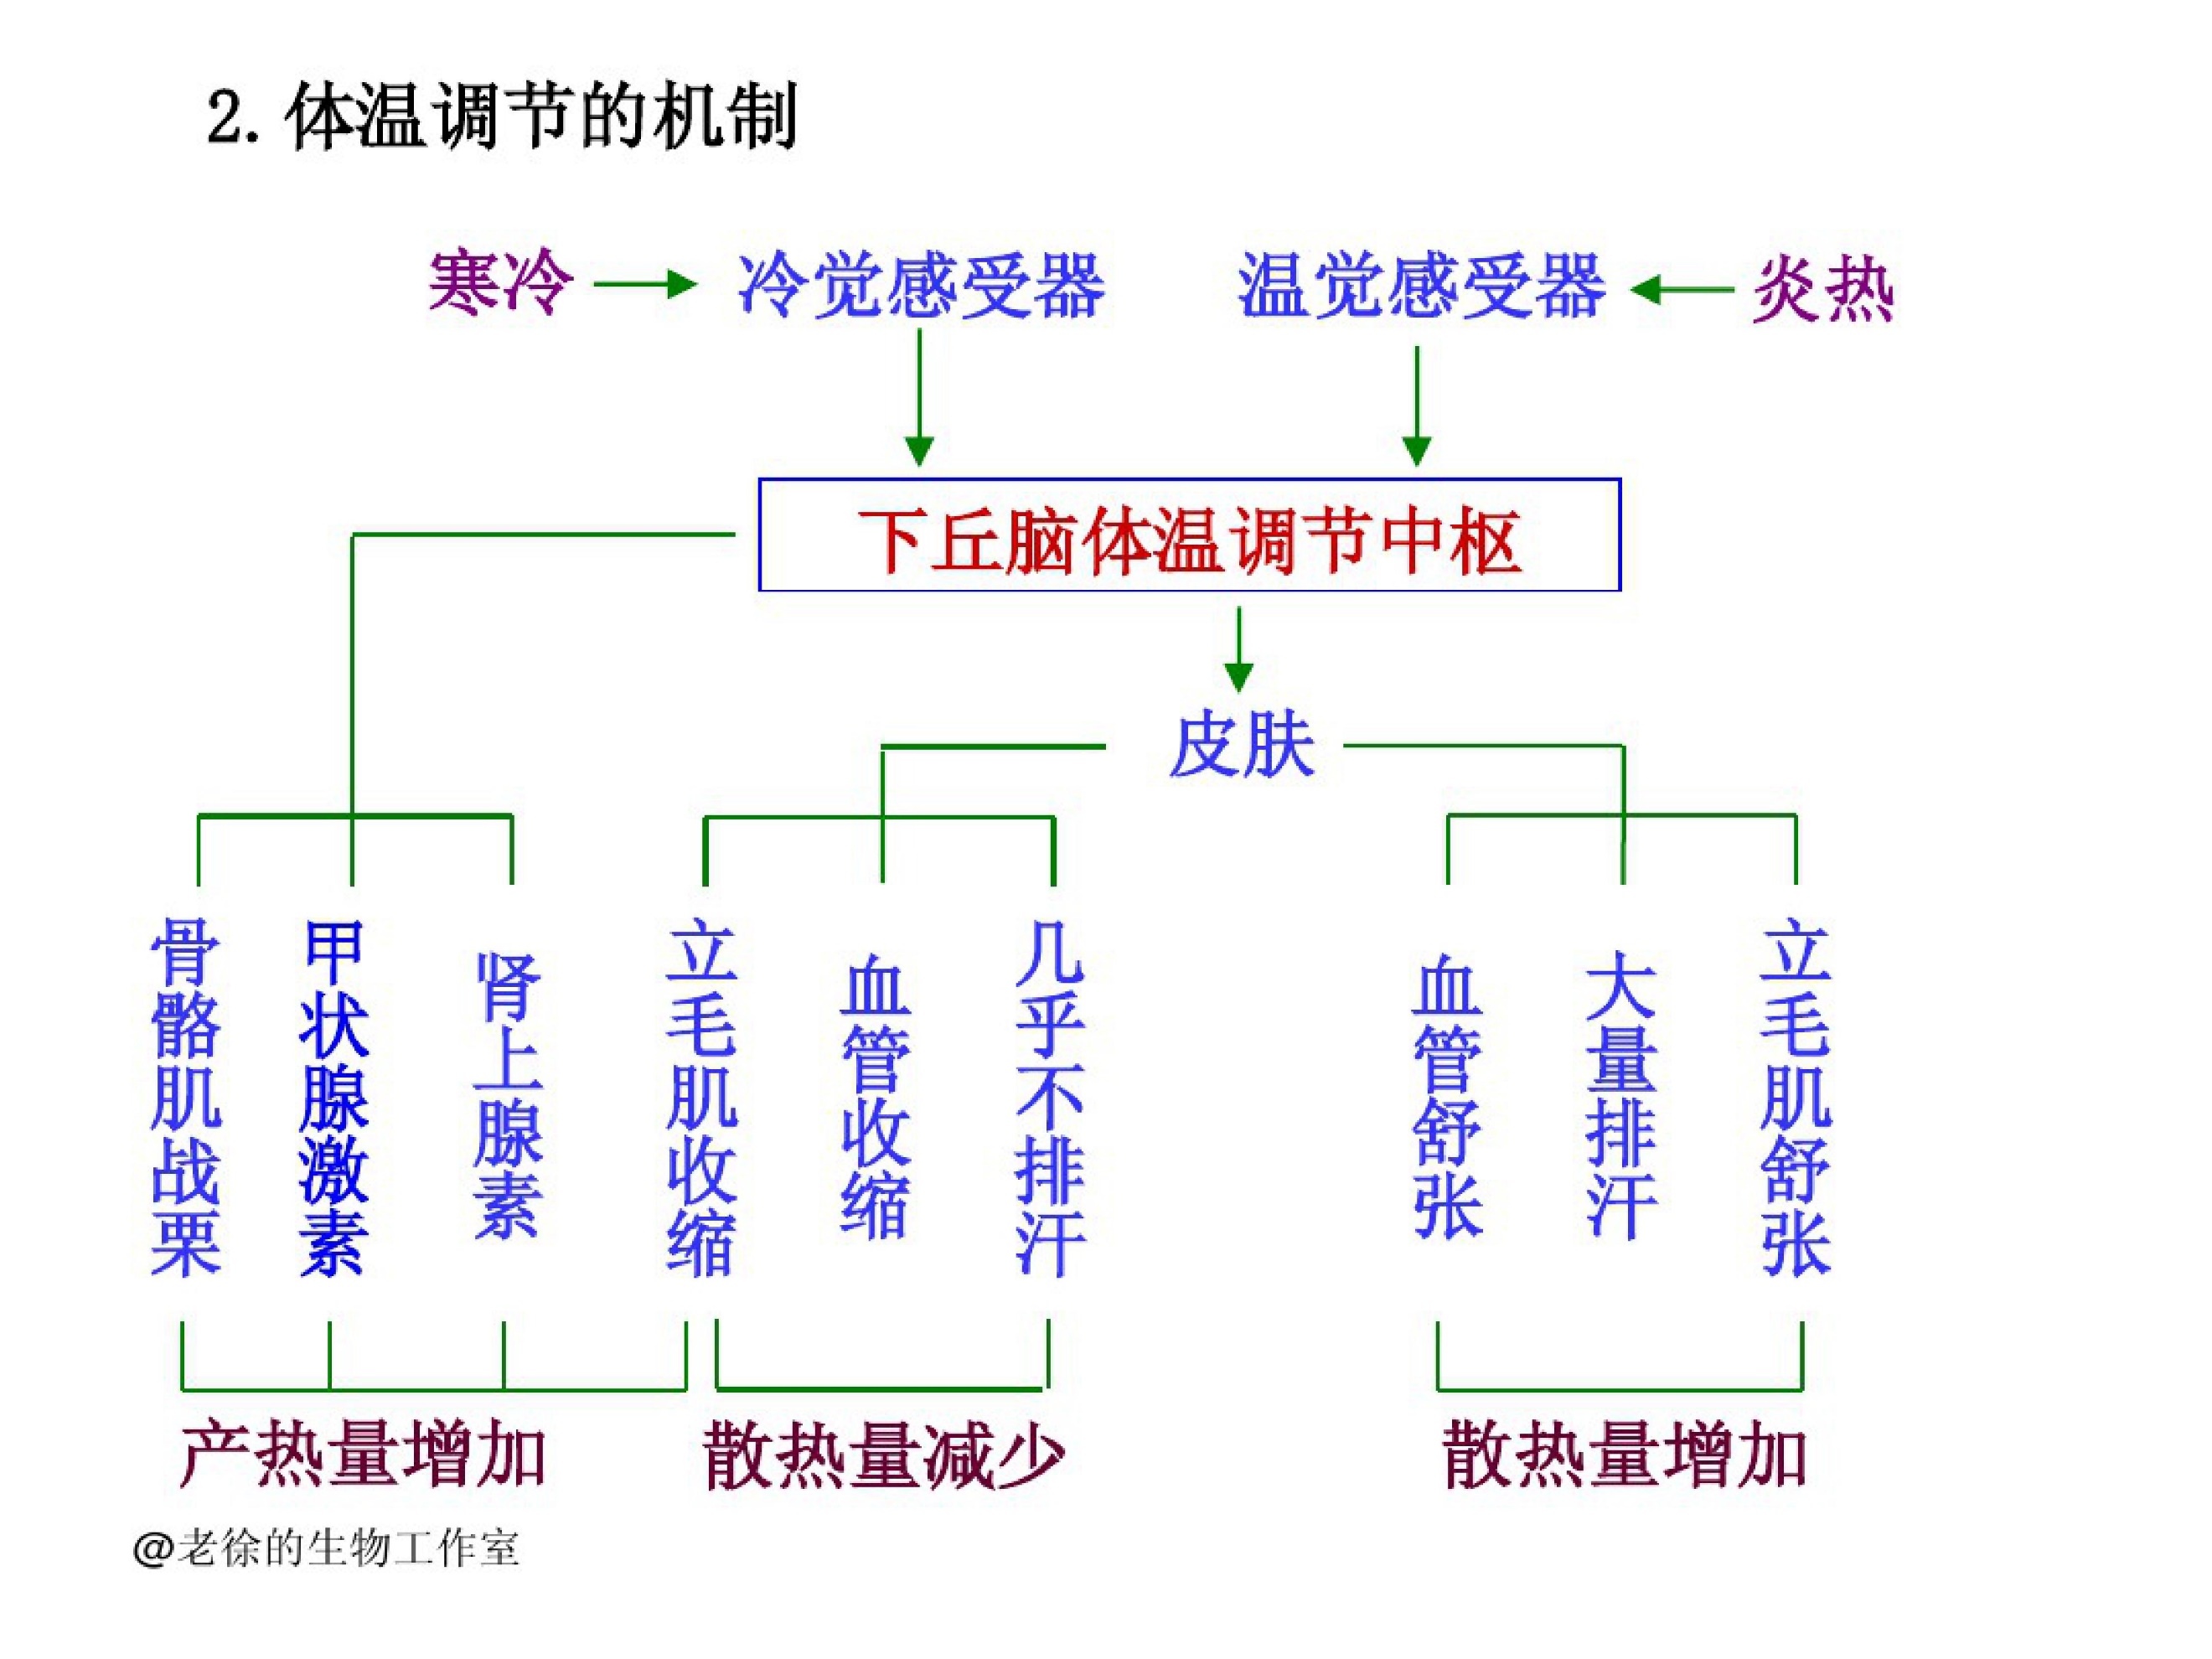 2.体温调节的机制
寒冷
冷觉感受器
温觉感受器
炎热
下丘脑体温调节中枢
皮肤
骨骼肌战栗
甲状腺激素
肾上腺素
立毛肌收缩
血管收缩
几乎不排汗
血管舒张
大量排汗
立毛肌舒张
产热量增加
散热量减少
散热量增加
@老徐的生物工作室